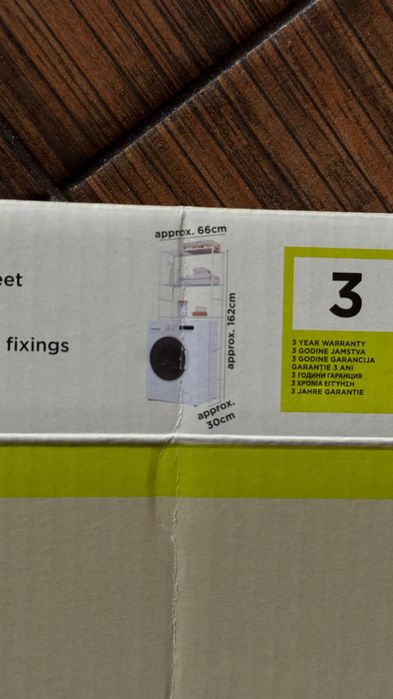 eet
fixings
approx. 66cm
approx. 162cm
approx.
30cm
3
3 YEAR WARRANTY
3 GODINE JAMSTVA
3 GODINE GARANCIJA
GARANȚIE 3 ANI
3 ГОДИНИ ГАРАНЦИЯ
3 ΧΡΟΝΙΑ ΕΓΓΥΗΣΗ
3 JAHRE GARANTIE